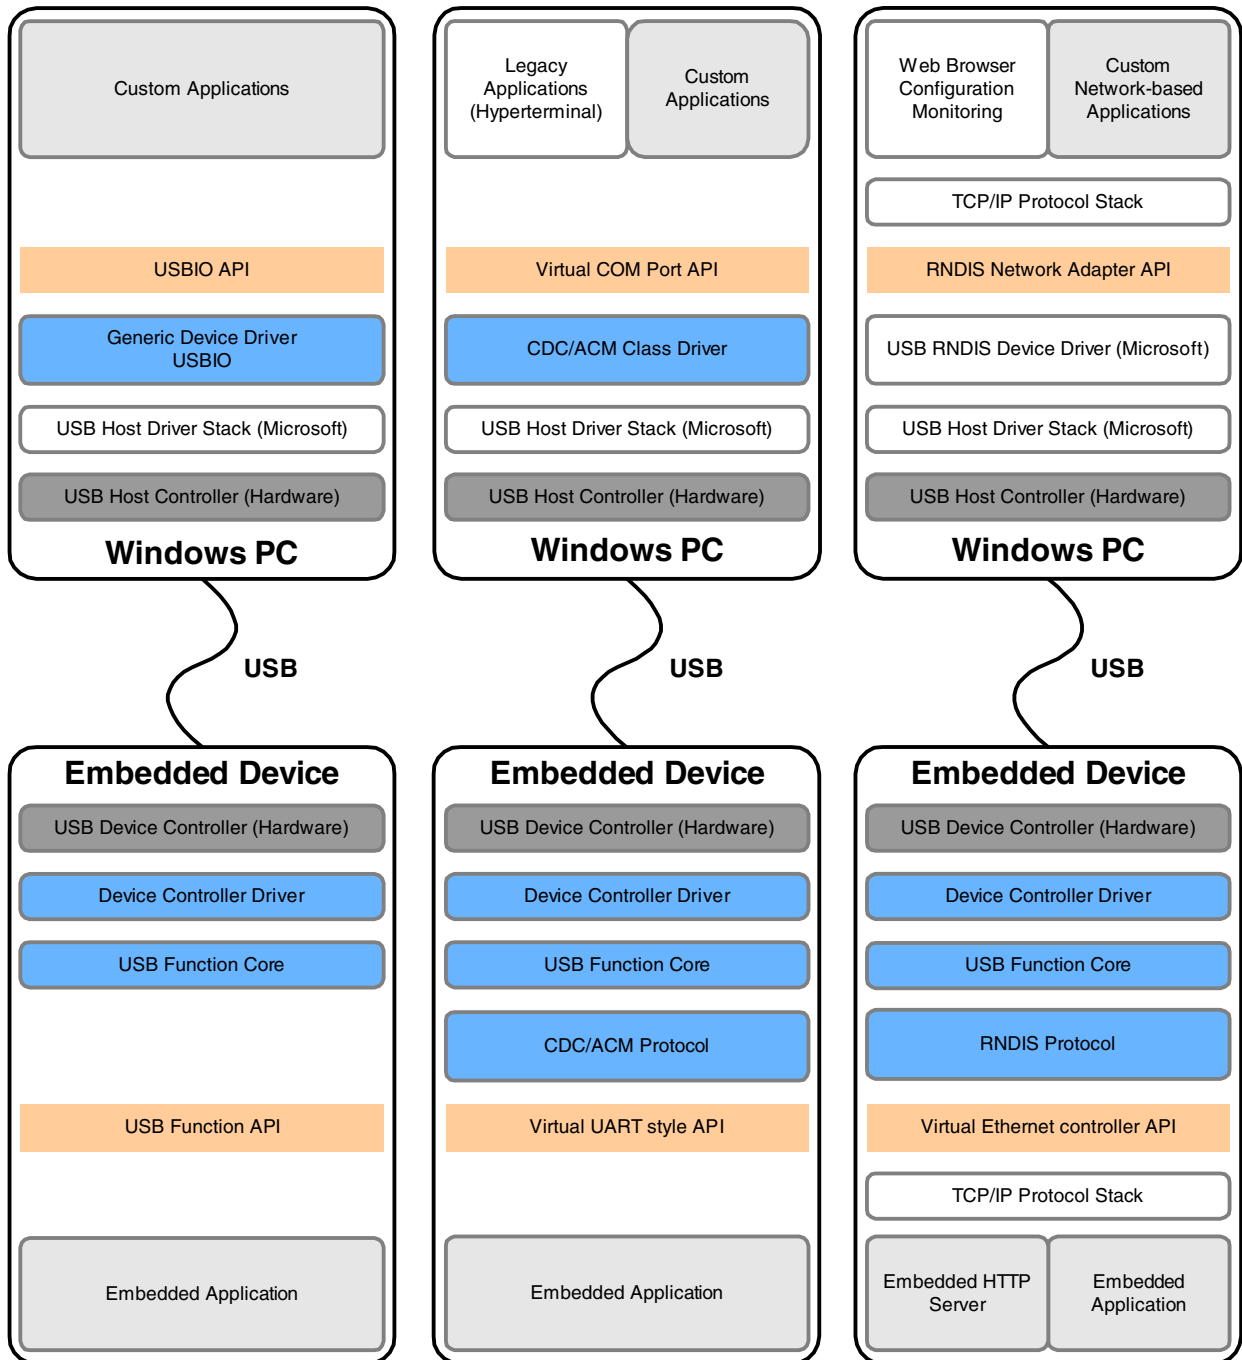 Custom Applications
USBIO API
Generic Device Driver
USBIO
USB Host Driver Stack (Microsoft)
USB Host Controller (Hardware)
Windows PC
USB
Embedded Device
USB Device Controller (Hardware)
Device Controller Driver
USB Function Core
USB Function API
Embedded Application
Legacy
Applications
(Hyperterminal)
Custom
Applications
Virtual COM Port API
CDC/ACM Class Driver
USB Host Driver Stack (Microsoft)
USB Host Controller (Hardware)
Windows PC
USB
Embedded Device
USB Device Controller (Hardware)
Device Controller Driver
USB Function Core
CDC/ACM Protocol
Virtual UART style API
Embedded Application
Web Browser
Configuration
Monitoring
Custom
Network-based
Applications
TCP/IP Protocol Stack
RNDIS Network Adapter API
USB RNDIS Device Driver (Microsoft)
USB Host Driver Stack (Microsoft)
USB Host Controller (Hardware)
Windows PC
USB
Embedded Device
USB Device Controller (Hardware)
Device Controller Driver
USB Function Core
RNDIS Protocol
Virtual Ethernet controller API
TCP/IP Protocol Stack
Embedded HTTP
Server
Embedded
Application